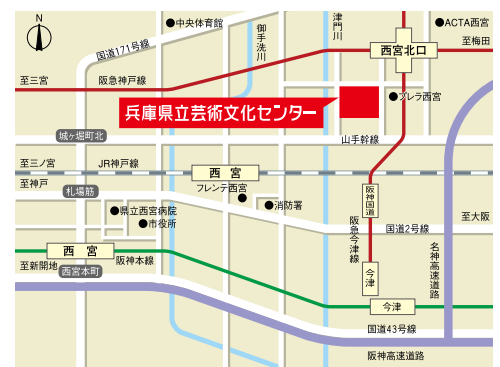 N
中央体育館
国道171号線
御手洗川
津門川
ACTA西宮
至梅田
西宮北口
至三宮
阪急神戸線
プレラ西宮
兵庫県立芸術文化センター
城ヶ堀町北
山手幹線
至三ノ宮
JR神戸線
西宮
至神戸
札場筋
フレンテ西宮
消防署
阪神国道
県立西宮病院
市役所
阪急今津線
国道2号線
至大阪
名神高速道路
西宮
至新開地
阪神本線
西宮本町
今津
今津
国道43号線
阪神高速道路